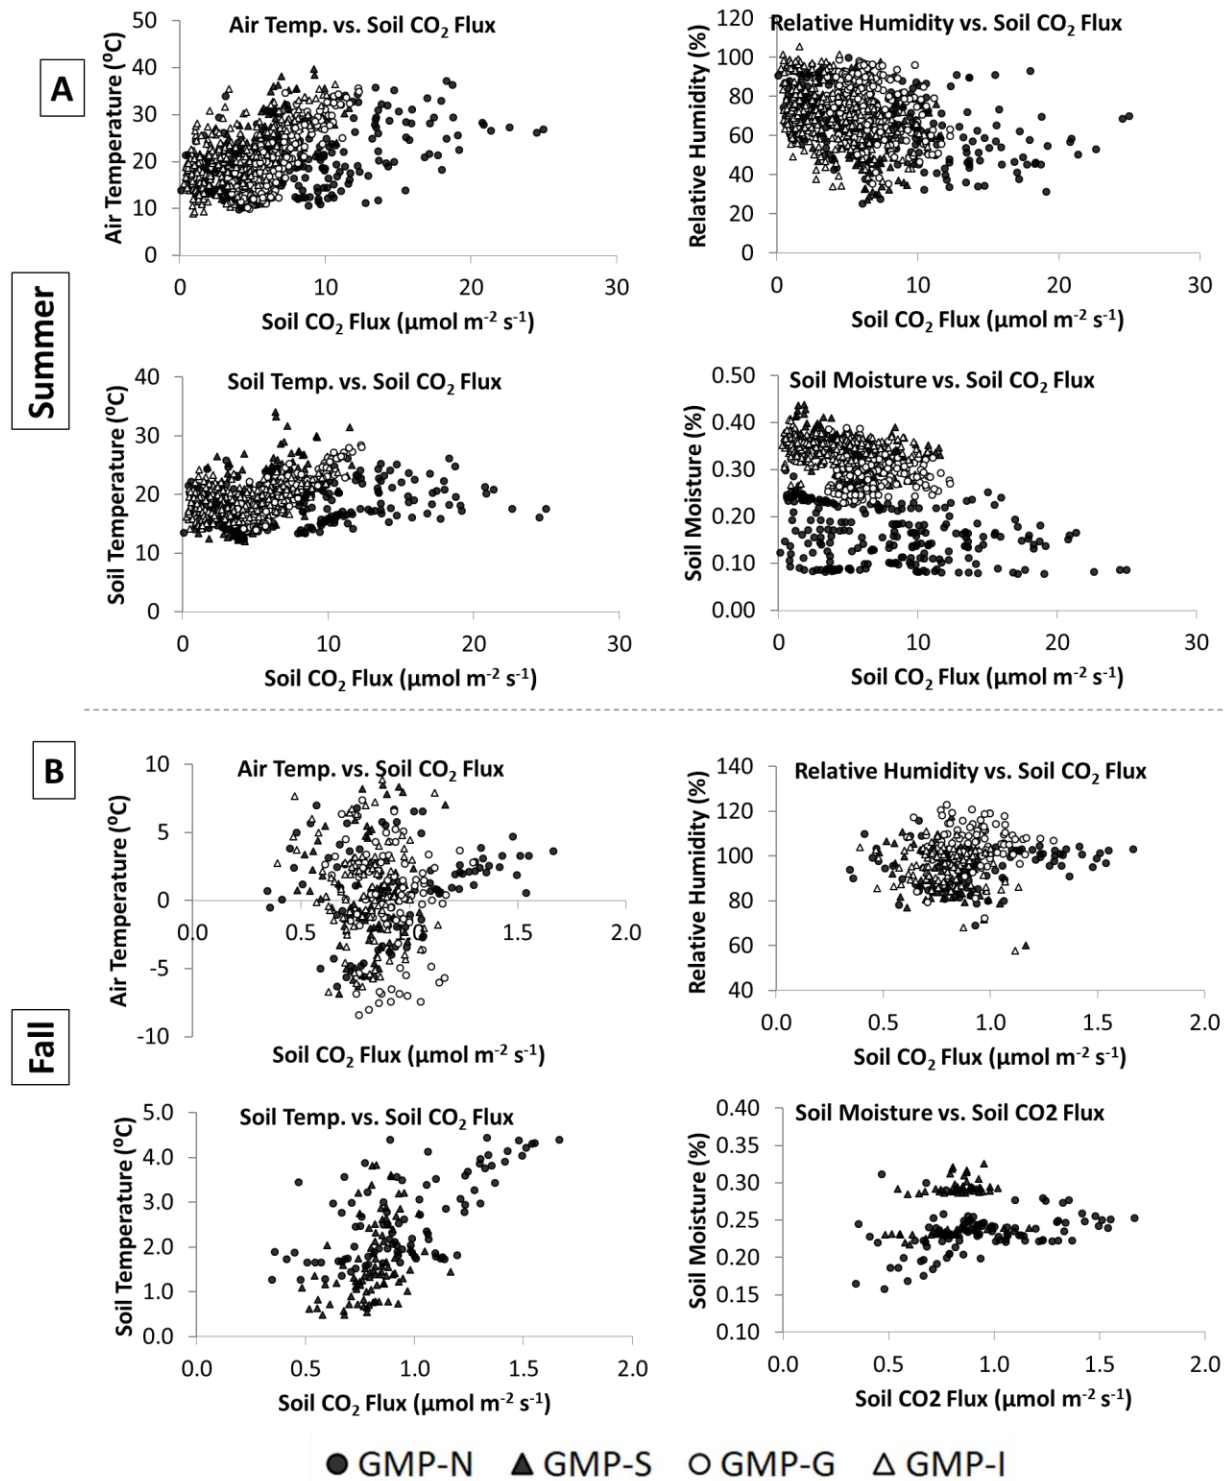 A
Summer
Air Temp. vs. Soil CO₂ Flux
Air Temperature (⁰C)
50
40
30
20
10
0
0 10 20 30
Soil CO₂ Flux (µmol m⁻² s⁻¹)
Relative Humidity vs. Soil CO₂ Flux
Relative Humidity (%)
120
100
80
60
40
20
0
0 10 20 30
Soil CO₂ Flux (µmol m⁻² s⁻¹)
Soil Temp. vs. Soil CO₂ Flux
Soil Temperature (⁰C)
40
30
20
10
0
0 10 20 30
Soil CO₂ Flux (µmol m⁻² s⁻¹)
Soil Moisture vs. Soil CO₂ Flux
Soil Moisture (%)
0.50
0.40
0.30
0.20
0.10
0.00
0 10 20 30
Soil CO₂ Flux (µmol m⁻² s⁻¹)
B
Fall
Air Temp. vs. Soil CO₂ Flux
Air Temperature (⁰C)
10
5
0
-5
-10
0.0 0.5 1.0 1.5 2.0
Soil CO₂ Flux (µmol m⁻² s⁻¹)
Relative Humidity vs. Soil CO₂ Flux
Relative Humidity (%)
140
120
100
80
60
40
0.0 0.5 1.0 1.5 2.0
Soil CO₂ Flux (µmol m⁻² s⁻¹)
Soil Temp. vs. Soil CO₂ Flux
Soil Temperature (⁰C)
5.0
4.0
3.0
2.0
1.0
0.0
0.0 0.5 1.0 1.5 2.0
Soil CO₂ Flux (µmol m⁻² s⁻¹)
Soil Moisture vs. Soil CO2 Flux
Soil Moisture (%)
0.40
0.35
0.30
0.25
0.20
0.15
0.10
0.0 0.5 1.0 1.5 2.0
Soil CO2 Flux (µmol m⁻² s⁻¹)
GMP-N GMP-S GMP-G GMP-I